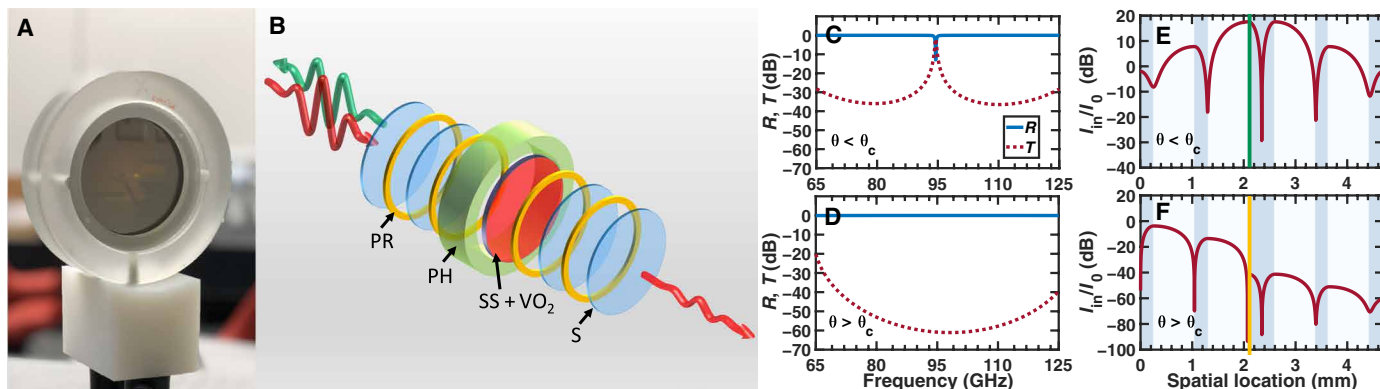 A
B
PR
PH
SS + VO2
S
C
R, T (dB)
0
−10
−20
−30
−40
−50
−60
−70
65
95
125
θ < θc
R
T
D
R, T (dB)
0
−10
−20
−30
−40
−50
−60
−70
65
80
95
110
125
Frequency (GHz)
θ > θc
E
Iin/I0 (dB)
20
10
0
−10
−20
−30
−40
0
1
2
3
4
θ < θc
F
Iin/I0 (dB)
20
0
−20
−40
−60
−80
−100
0
1
2
3
4
Spatial location (mm)
θ > θc